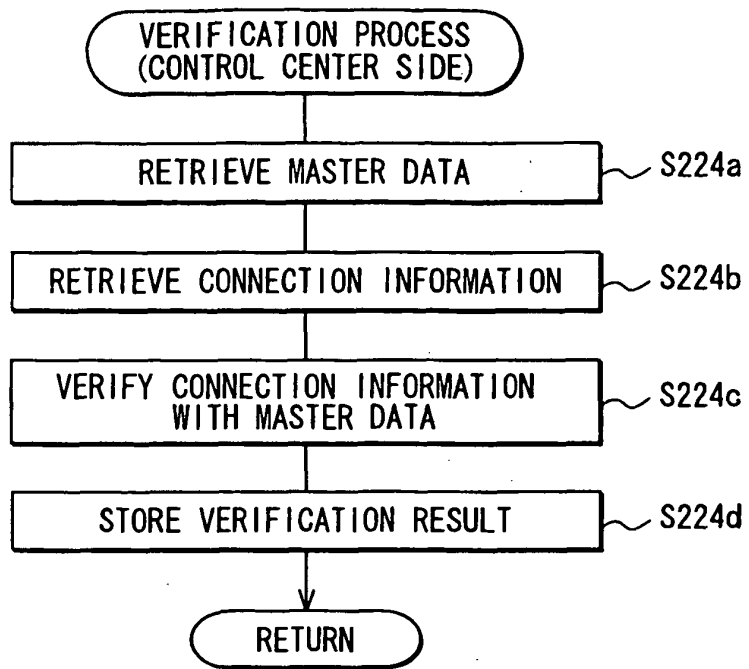 VERIFICATION PROCESS
(CONTROL CENTER SIDE)
RETRIEVE MASTER DATA
S224a
RETRIEVE CONNECTION INFORMATION
S224b
VERIFY CONNECTION INFORMATION
WITH MASTER DATA
S224c
STORE VERIFICATION RESULT
S224d
RETURN